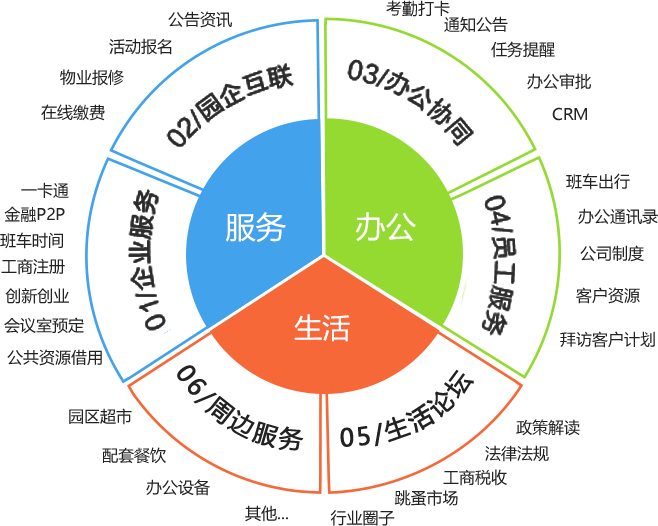 公告资讯
活动报名
物业报修
在线缴费
02/园企互联
一卡通
金融P2P
班车时间
工商注册
创新创业
会议室预定
公共资源借用
01/企业服务
服务
考勤打卡
通知公告
任务提醒
办公审批
CRM
03/办公协同
办公
班车出行
办公通讯录
公司制度
客户资源
拜访客户计划
04/员工服务
生活
政策解读
法律法规
工商税收
跳蚤市场
行业圈子
05/生活论坛
园区超市
配套餐饮
办公设备
其他...
06/周边服务